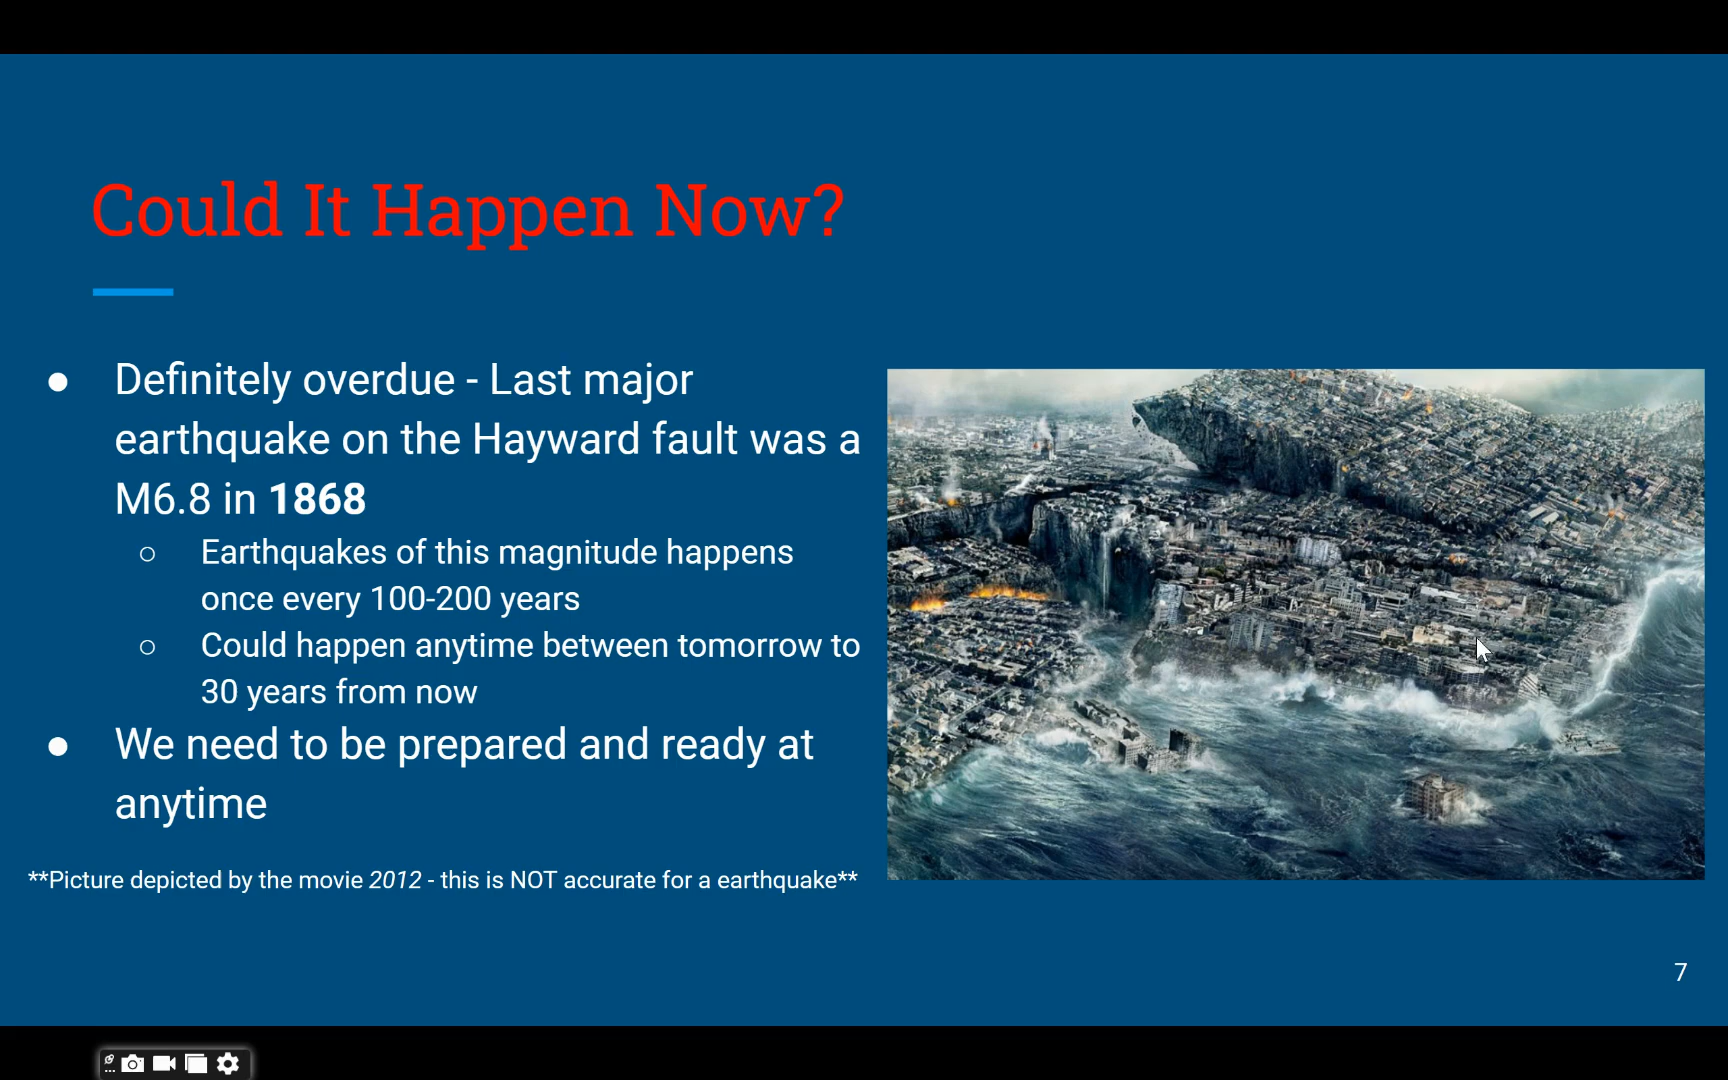 Could It Happen Now?
● Definitely overdue - Last major
earthquake on the Hayward fault was a
M6.8 in 1868
○ Earthquakes of this magnitude happens
once every 100-200 years
○ Could happen anytime between tomorrow to
30 years from now
● We need to be prepared and ready at
anytime
**Picture depicted by the movie 2012 - this is NOT accurate for a earthquake**
7